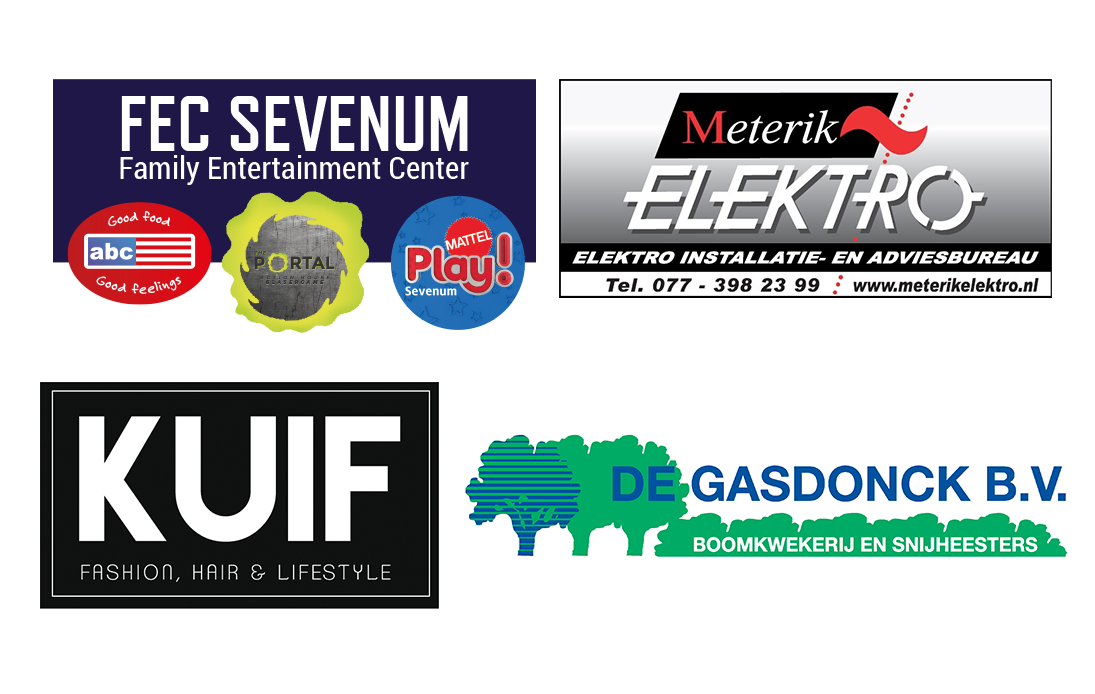 FEC SEVENUM
Family Entertainment Center
Good food
abc
Good feelings
PORTAL
LASERGAME
MATTEL
Play!
Sevenum
Meterik
ELEKTRO
ELEKTRO INSTALLATIE- EN ADVIESBUREAU
Tel. 077 - 398 23 99 : www.meterikelektro.nl
KUIF
FASHION, HAIR & LIFESTYLE
DE GASDONCK B.V.
BOOMKWEKERIJ EN SNIJHEESTERS